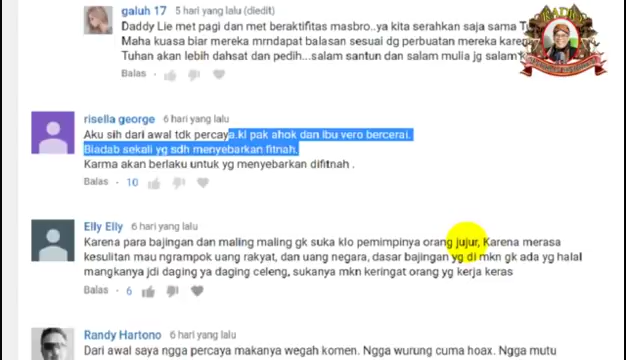 galuh 17 5 hari yang lalu (diedit)
Daddy Lie met pagi dan met beraktifitas masbro..ya kita serahkan saja sama
Maha kuasa biar mereka mrndapat balasan sesuai dg perbuatan mereka
Tuhan akan lebih dahsat dan pedih...salam santun dan mulia jg
Balas
risella george 6 hari yang lalu
Aku sih dari awal tdk percaya.kl pak ahok dan ibu vero bercerai.
Biadab sekali yg sdh menyebarkan fitnah.
Karma akan berlaku untuk yg menyebarkan difitnah .
Balas · 10
Elly Elly 6 hari yang lalu
Karena para bajingan dan maling maling gk suka klo pemimpinya orang jujur, Karena merasa
kesulitan mau ngrampok uang rakyat, dan uang negara, dasar bajingan yg di mkn gk ada yg halal
mangkanya jdi daging ya daging celeng, sukanya mkn keringat orang yg kerja keras
Balas · 6
Randy Hartono 6 hari yang lalu
Dari awal saya ngga percaya makanya wegah komen. Ngga wurung cuma hoax. Ngga mutu